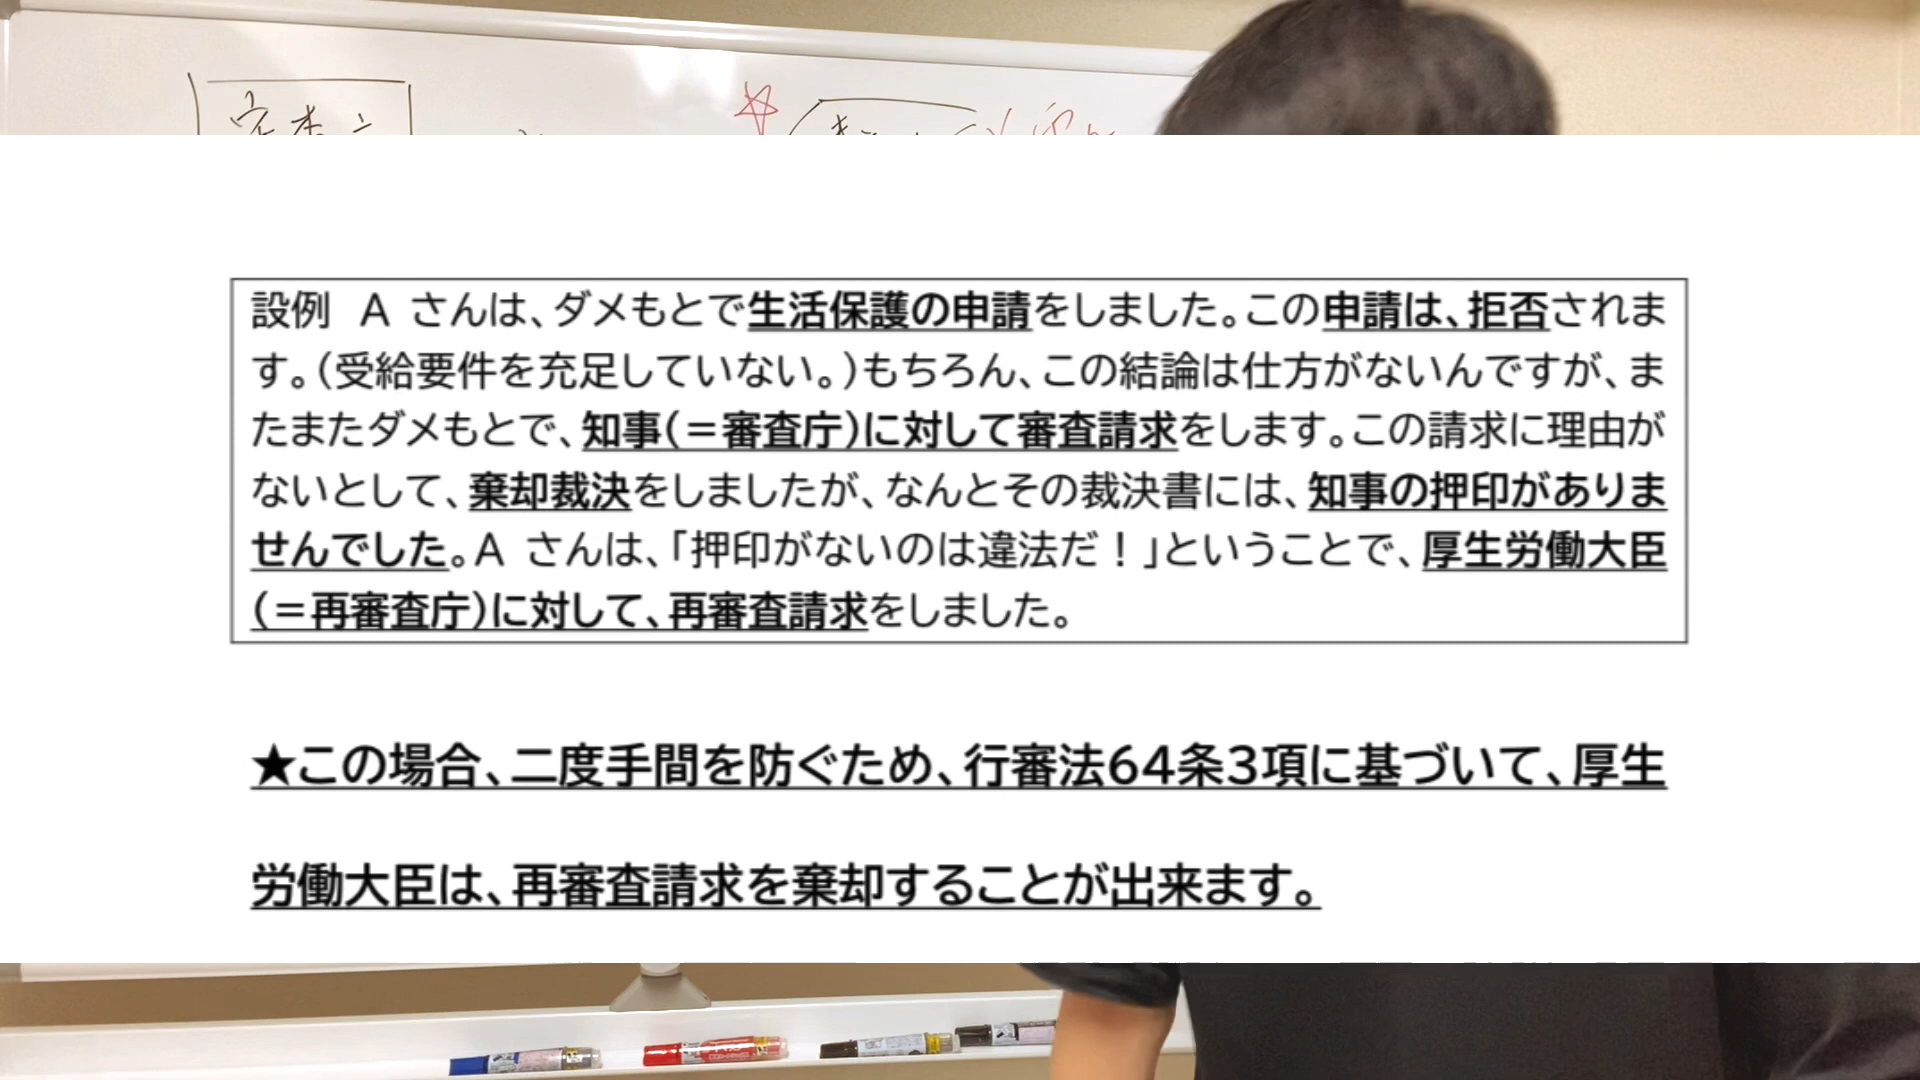 設例 A さんは、ダメもとで生活保護の申請をしました。この申請は、拒否されま
す。(受給要件を充足していない。)もちろん、この結論は仕方がないんですが、ま
たまたダメもとで、知事(=審査庁)に対して審査請求をします。この請求に理由が
ないとして、棄却裁決をしましたが、なんとその裁決書には、知事の押印がありま
せんでした。A さんは、「押印がないのは違法だ!」ということで、厚生労働大臣
(=再審査庁)に対して、再審査請求をしました。
★この場合、二度手間を防ぐため、行審法64条3項に基づいて、厚生
労働大臣は、再審査請求を棄却することが出来ます。